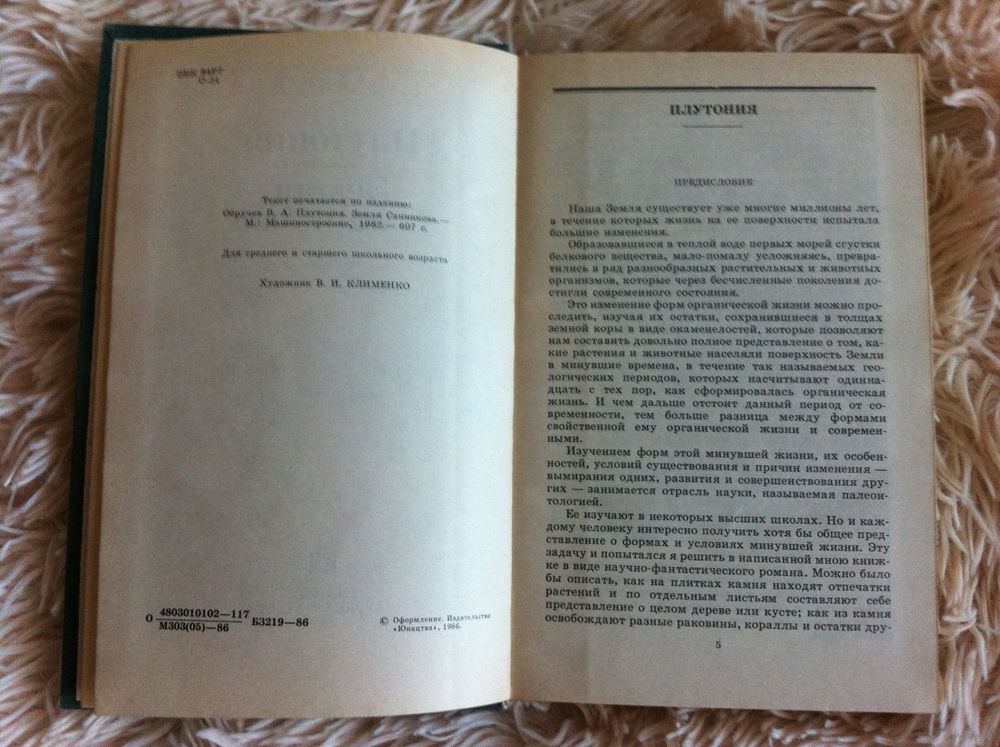 Текст печатается по изданию:
Обручев В. А. Плутония. Земля Санникова.—
М.: Машиностроение, 1982.— 607 с.
Для среднего и старшего школьного возраста
Художник В. И. КЛИМЕНКО
О 4803010102—117
М303(05)—86
Б3219—86
© Оформление. Издательство
«Юнацтва», 1986.
ПЛУТОНИЯ
ПРЕДИСЛОВИЕ
Наша Земля существует уже многие миллионы лет,
в течение которых жизнь на ее поверхности испытала
большие изменения.
Образовавшиеся в теплой воде первых морей сгустки
белкового вещества, мало-помалу усложняясь, превра-
тились в ряд разнообразных растительных и животных
организмов, которые через бесчисленные поколения до-
стигли современного состояния.
Это изменение форм органической жизни можно про-
следить, изучая их остатки, сохранившиеся в толщах
земной коры в виде окаменелостей, которые позволяют
нам составить довольно полное представление о том, ка-
кие растения и животные населяли поверхность Земли
в минувшие времена, в течение так называемых гео-
логических периодов, которых насчитывают одинна-
дцать с тех пор, как сформировалась органическая
жизнь. И чем дальше отстоит данный период от со-
временности, тем больше разница между формами
свойственной ему органической жизни и современ-
ными.
Изучением форм этой минувшей жизни, их особен-
ностей, условий существования и причин изменения —
вымирания одних, развития и совершенствования дру-
гих — занимается отрасль науки, называемая палеон-
тологией.
Ее изучают в некоторых высших школах. Но и каж-
дому человеку интересно получить хотя бы общее пред-
ставление о формах и условиях минувшей жизни. Эту
задачу и попытался я решить в написанной мною книж-
ке в виде научно-фантастического романа. Можно было
бы описать, как на плитках камня находят отпечатки
растений и по отдельным листьям составляют себе
представление о целом дереве или кусте; как из камня
освобождают разные раковины, кораллы и остатки дру-
5